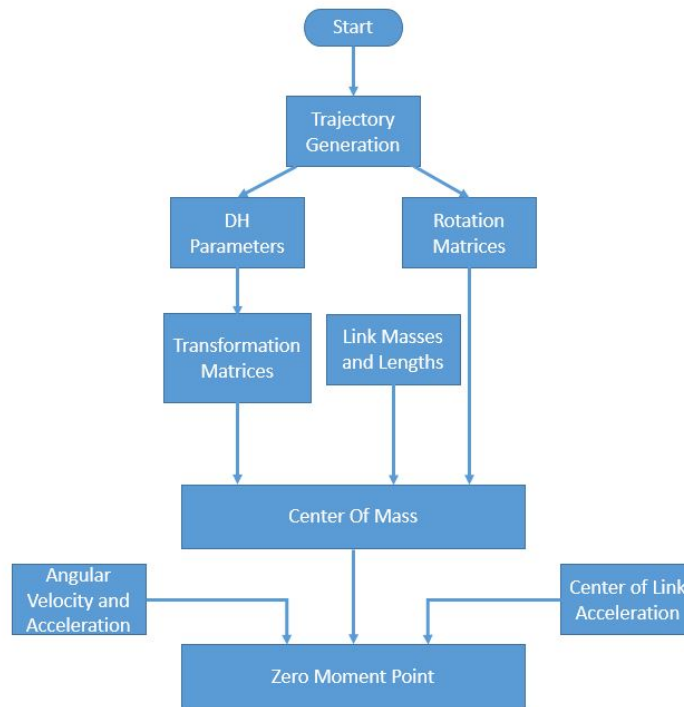 Start
Trajectory
Generation
DH
Parameters
Rotation
Matrices
Transformation
Matrices
Link Masses
and Lengths
Center Of Mass
Angular
Velocity and
Acceleration
Center of Link
Acceleration
Zero Moment Point